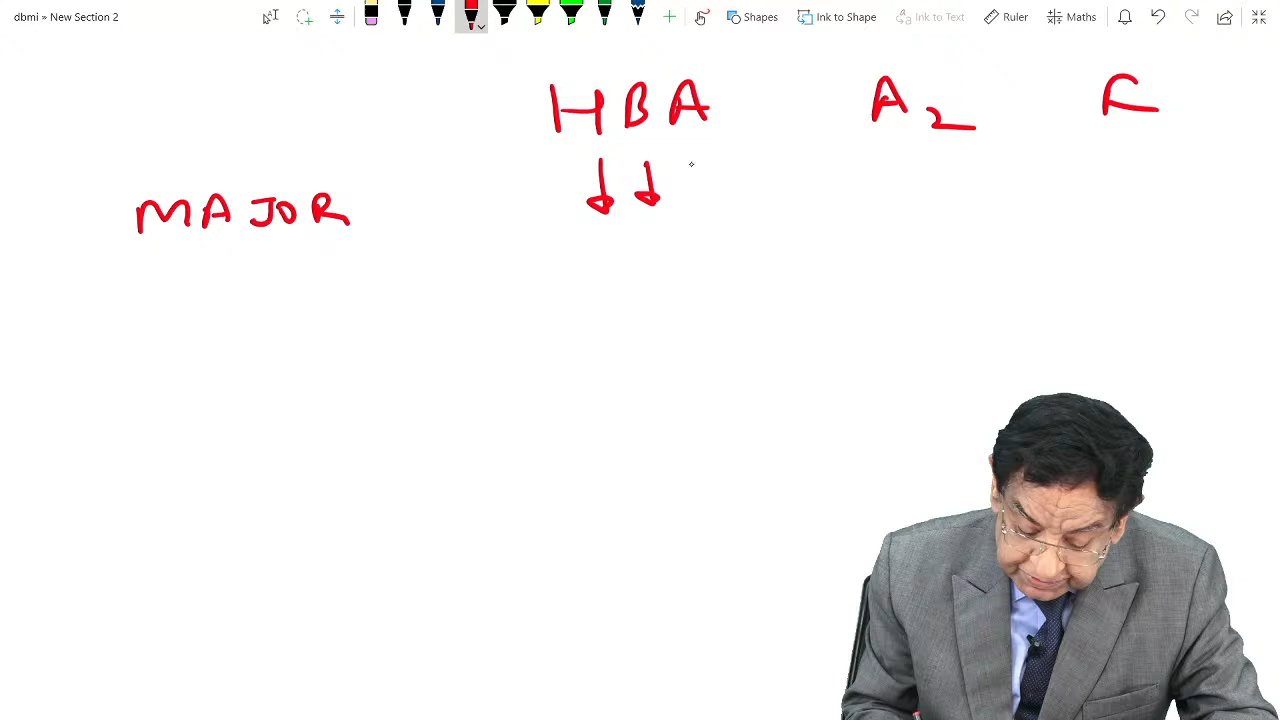 dbmi » New Section 2
Shapes
Ink to Shape
Ink to Text
Ruler
Maths
HBA A2 F
MAJOR